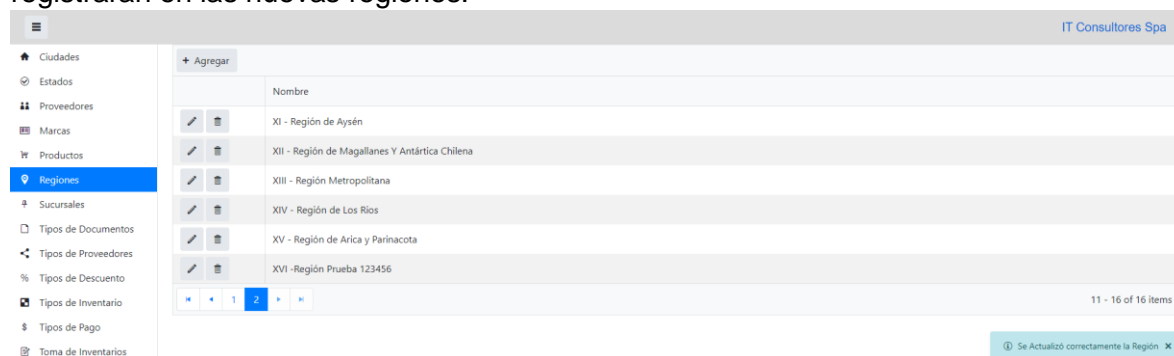 registrarán en las nuevas regiones.
IT Consultores Spa
Ciudades
Estados
Proveedores
Marcas
Productos
Regiones
Sucursales
Tipos de Documentos
Tipos de Proveedores
% Tipos de Descuento
Tipos de Inventario
$ Tipos de Pago
Toma de Inventarios
+ Agregar
Nombre
XI - Región de Aysén
XII - Región de Magallanes Y Antártica Chilena
XIII - Región Metropolitana
XIV - Región de Los Ríos
XV - Región de Arica y Parinacota
XVI -Región Prueba 123456
1 2
11 - 16 of 16 items
Se Actualizó correctamente la Región ×